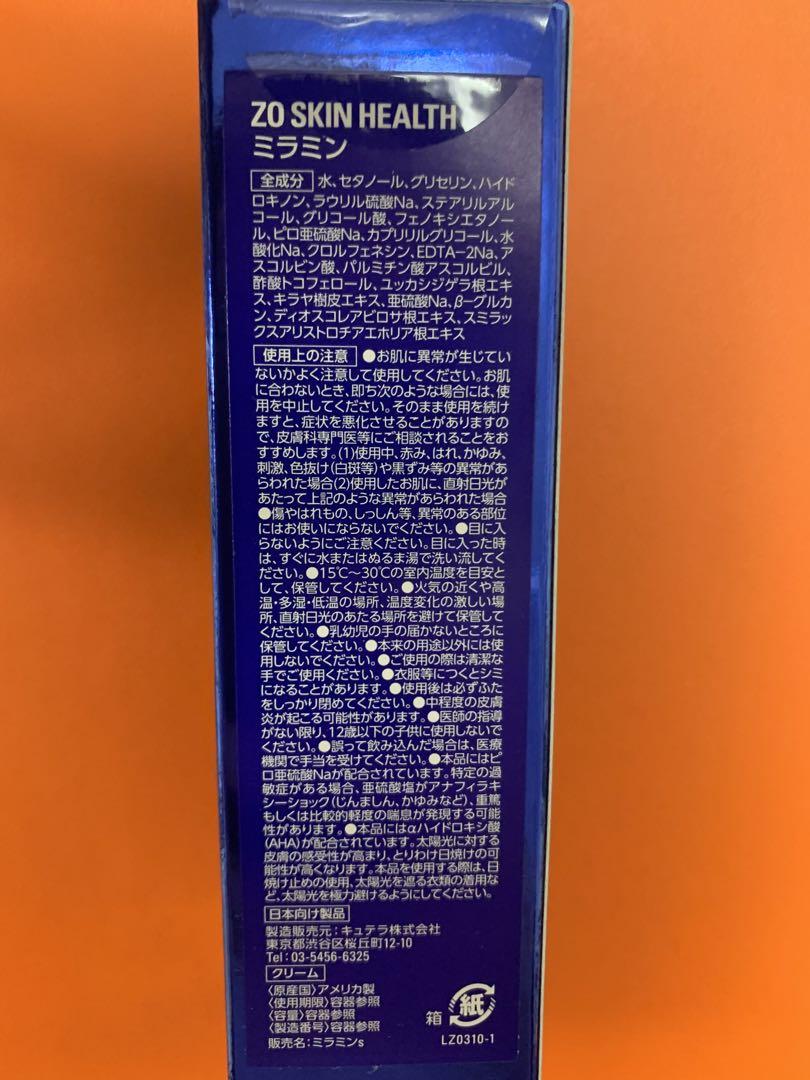 ZO SKIN HEALTH
ミラミン
全成分 水、セタノール、グリセリン、ハイド
ロキノン、ラウリル硫酸Na、ステアリルアル
コール、グリコール酸、フェノキシエタノー
ル、ピロ亜硫酸Na、カプリリルグリコール、水
酸化Na、クロルフェネシン、EDTA-2Na、ア
スコルビン酸、パルミチン酸アスコルビル、
酢酸トコフェロール、ユッカシジゲラ根エキ
ス、キラヤ樹皮エキス、亜硫酸Na、β-グルカ
ン、ディオスコレアビロサ根エキス、スミラッ
クスアリストロチアエホリア根エキス
使用上の注意 ●お肌に異常が生じてい
ないかよく注意して使用してください。お肌
に合わないとき、即ち次のような場合には、使
用を中止してください。そのまま使用を続け
ますと、症状を悪化させることがありますの
で、皮膚科専門医等にご相談されることをお
すすめします。(1)使用中、赤み、はれ、かゆみ、
刺激、色抜け(白斑等)や黒ずみ等の異常があ
らわれた場合(2)使用したお肌に、直射日光が
あたって上記のような異常があらわれた場合
●傷やはれもの、しっしん等、異常のある部位
にはお使いにならないでください。●目に入
らないようにご注意ください。目に入った時
は、すぐに水またはぬるま湯で洗い流してく
ださい。●15℃〜30℃の室内温度を目安と
して、保管してください。●火気の近くや高
温・多湿・低温の場所、温度変化の激しい場
所、直射日光のあたる場所を避けて保管して
ください。●乳幼児の手の届かないところに
保管してください。●本来の用途以外には使
用しないでください。●ご使用の際は清潔な
手でご使用ください。●衣服等につくとシミ
になることがあります。●使用後は必ずふた
をしっかり閉めてください。●中程度の皮膚
炎が起こる可能性があります。●医師の指導
がない限り、12歳以下の子供に使用しないで
ください。●誤って飲み込んだ場合は、医療
機関で手当を受けてください。●本品にはピ
ロ亜硫酸Naが配合されています。特定の過
敏症がある場合、亜硫酸塩がアナフィラキ
シーショック(じんましん、かゆみなど)、重篤
もしくは比較的軽度の喘息が発現する可能
性があります。●本品にはαハイドロキシ酸
(AHA)が配合されています。太陽光に対する
皮膚の感受性が高まり、とりわけ日焼けの可
能性が高くなります。本品を使用する際は、日
焼け止めの使用、太陽光を遮る衣類の着用な
ど、太陽光を極力避けるようにしてください。
日本向け製品
製造販売元:キュテラ株式会社
東京都渋谷区桜丘町12-10
Tel:03-5456-6325
クリーム
〈原産国〉アメリカ製
〈使用期限〉容器参照
〈容量〉容器参照
〈製造番号〉容器参照
販売名:ミラミンs
箱 紙
LZ0310-1